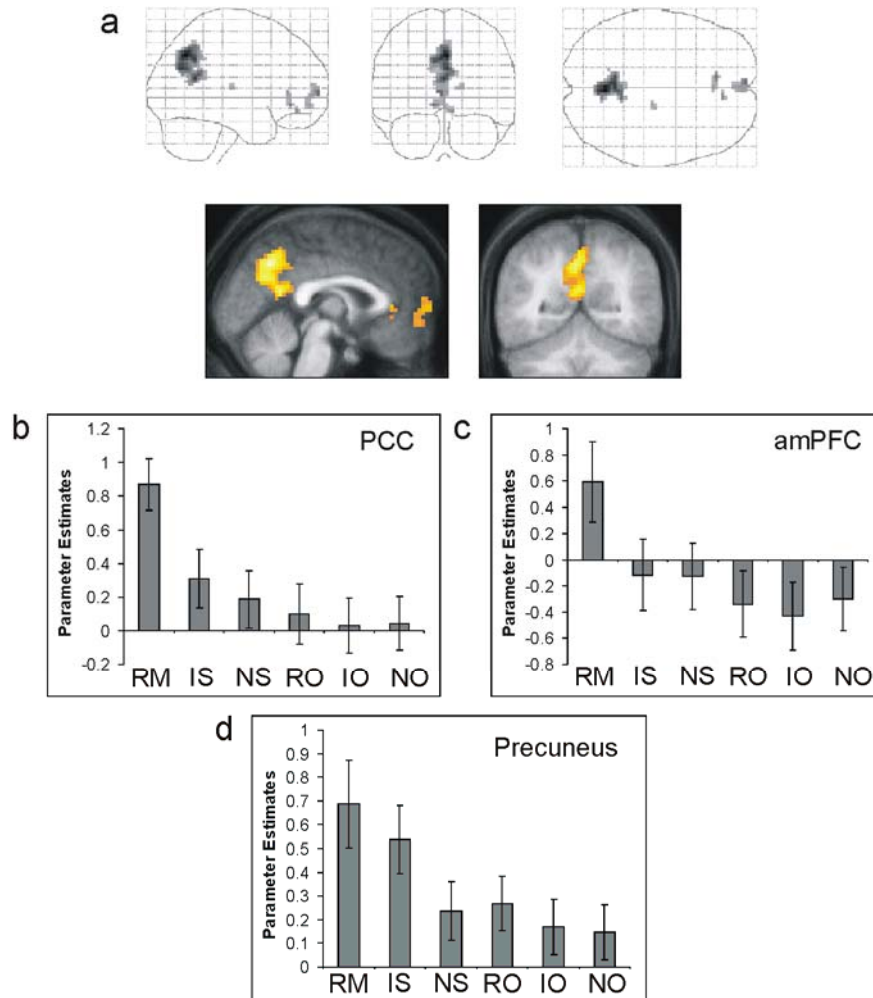 a
b
PCC
Parameter Estimates
1.2
1
0.8
0.6
0.4
0.2
0
-0.2
RM IS NS RO IO NO
c
amPFC
Parameter Estimates
1
0.8
0.6
0.4
0.2
0
-0.2
-0.4
-0.6
-0.8
RM IS NS RO IO NO
d
Precuneus
Parameter Estimates
1
0.9
0.8
0.7
0.6
0.5
0.4
0.3
0.2
0.1
0
RM IS NS RO IO NO